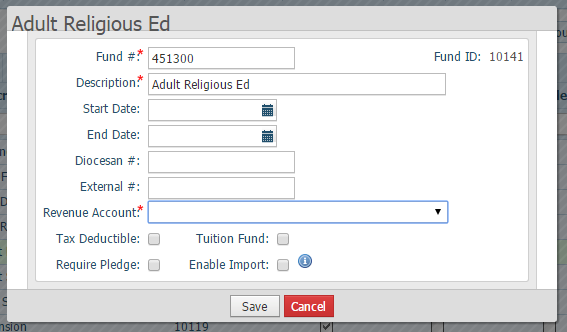 Adult Religious Ed
Fund #:* 451300 Fund ID: 10141
Description:* Adult Religious Ed
Start Date:
End Date:
Diocesan #:
External #:
Revenue Account:*
Tax Deductible: Tuition Fund:
Require Pledge: Enable Import:
Save Cancel
10119